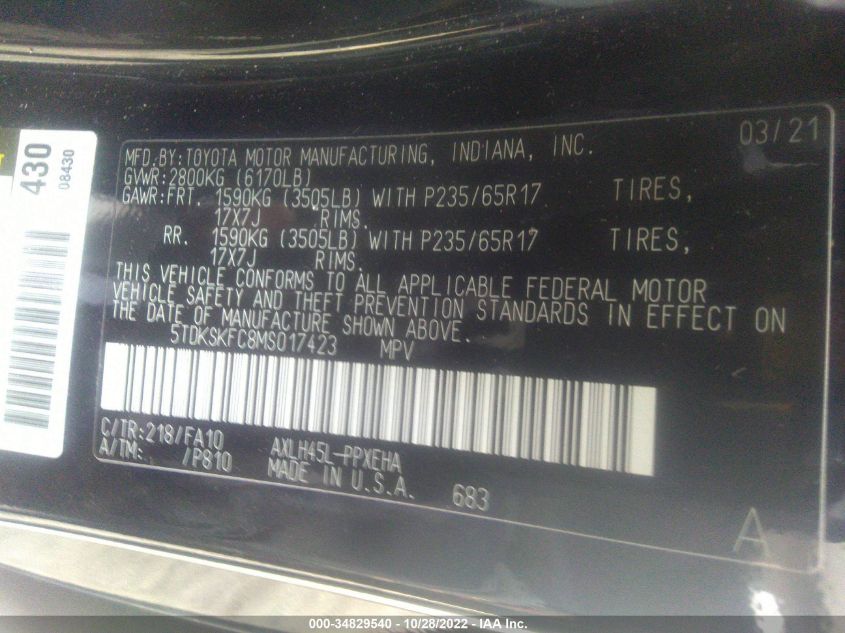 430
08430
03/21
MFD.BY:TOYOTA MOTOR MANUFACTURING, INDIANA, INC.
GVWR:2800KG (6170LB)
GAWR:FRT. 1590KG (3505LB) WITH P235/65R17 TIRES,
17X7J RIMS.
RR. 1590KG (3505LB) WITH P235/65R17 TIRES,
17X7J RIMS.
THIS VEHICLE CONFORMS TO ALL APPLICABLE FEDERAL MOTOR
VEHICLE SAFETY AND THEFT PREVENTION STANDARDS IN EFFECT ON
THE DATE OF MANUFACTURE SHOWN ABOVE.
5TDKSKFC8MS017423 MPV
C/TR:218/FA10 AXLH45L-PPXEHA
A/TM: /P810 MADE IN U.S.A. 683
A
000-34829540 - 10/28/2022 - IAA Inc.